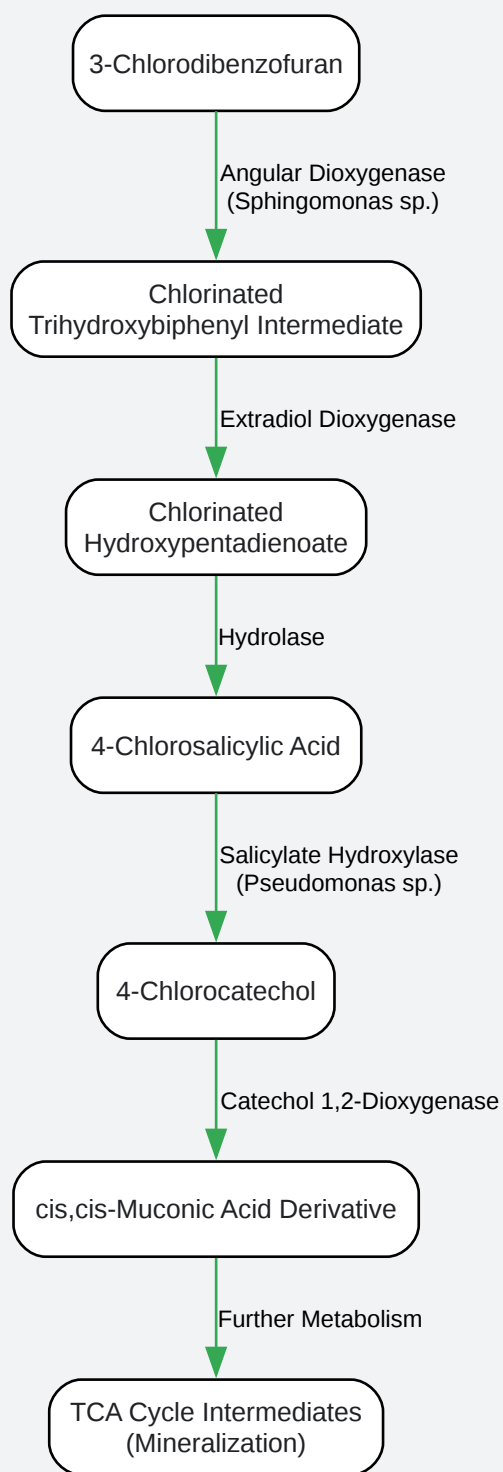 3-Chlorodibenzofuran
Angular Dioxygenase
(Sphingomonas sp.)
Chlorinated
Trihydroxybiphenyl Intermediate
Extradiol Dioxygenase
Chlorinated
Hydroxypentadienoate
Hydrolase
4-Chlorosalicylic Acid
Salicylate Hydroxylase
(Pseudomonas sp.)
4-Chlorocatechol
Catechol 1,2-Dioxygenase
cis,cis-Muconic Acid Derivative
Further Metabolism
TCA Cycle Intermediates
(Mineralization)